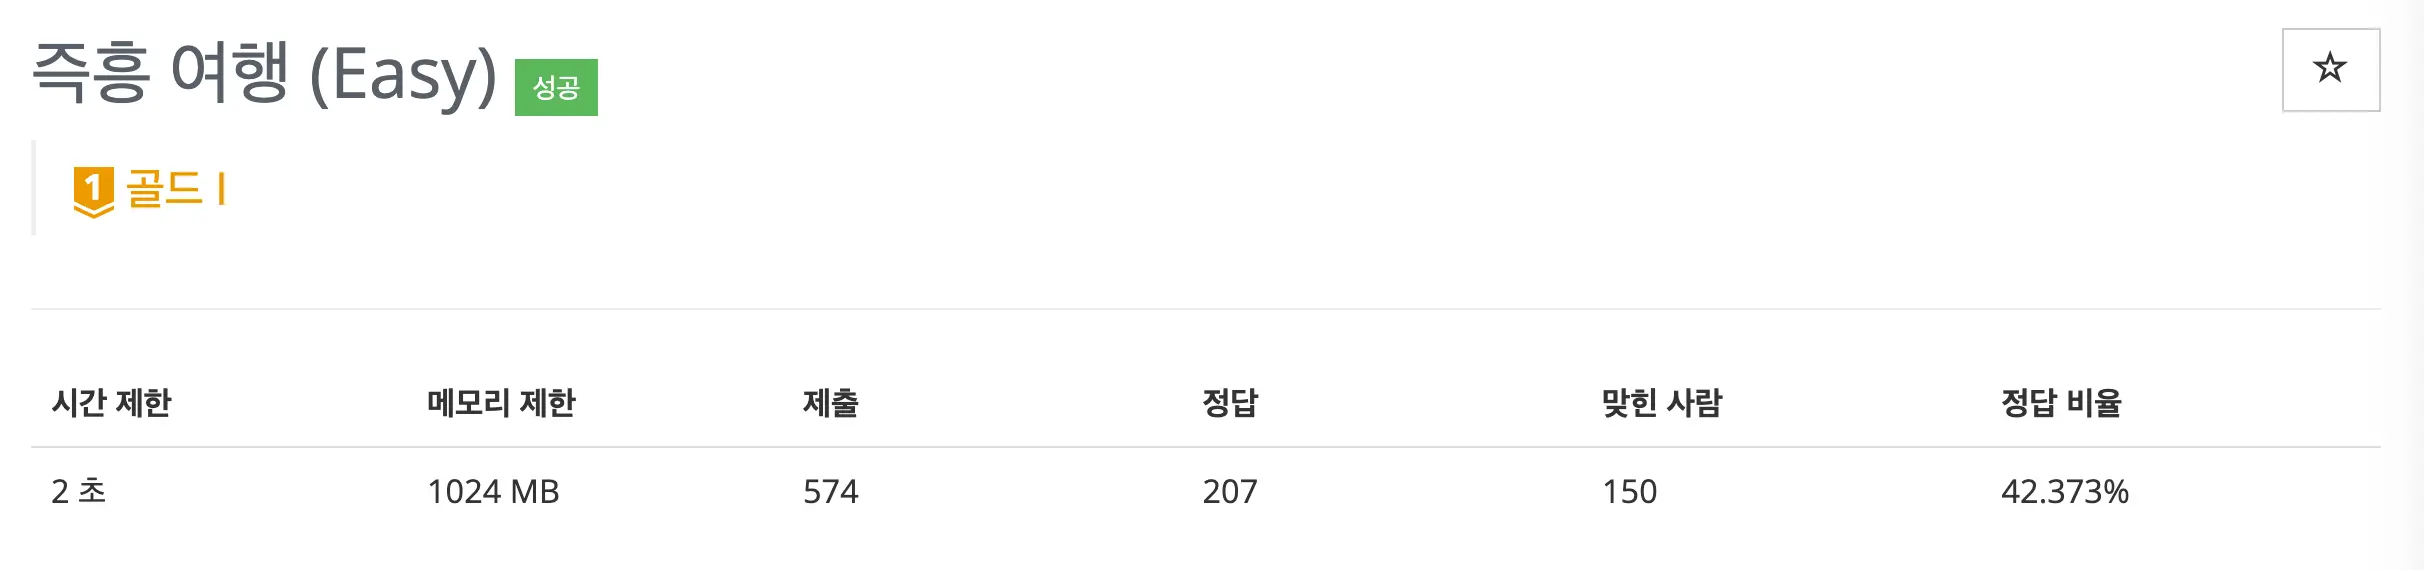 즉흥 여행 (Easy) 성공
1 골드 I
시간 제한 메모리 제한 제출 정답 맞힌 사람 정답 비율
2 초 1024 MB 574 207 150 42.373%